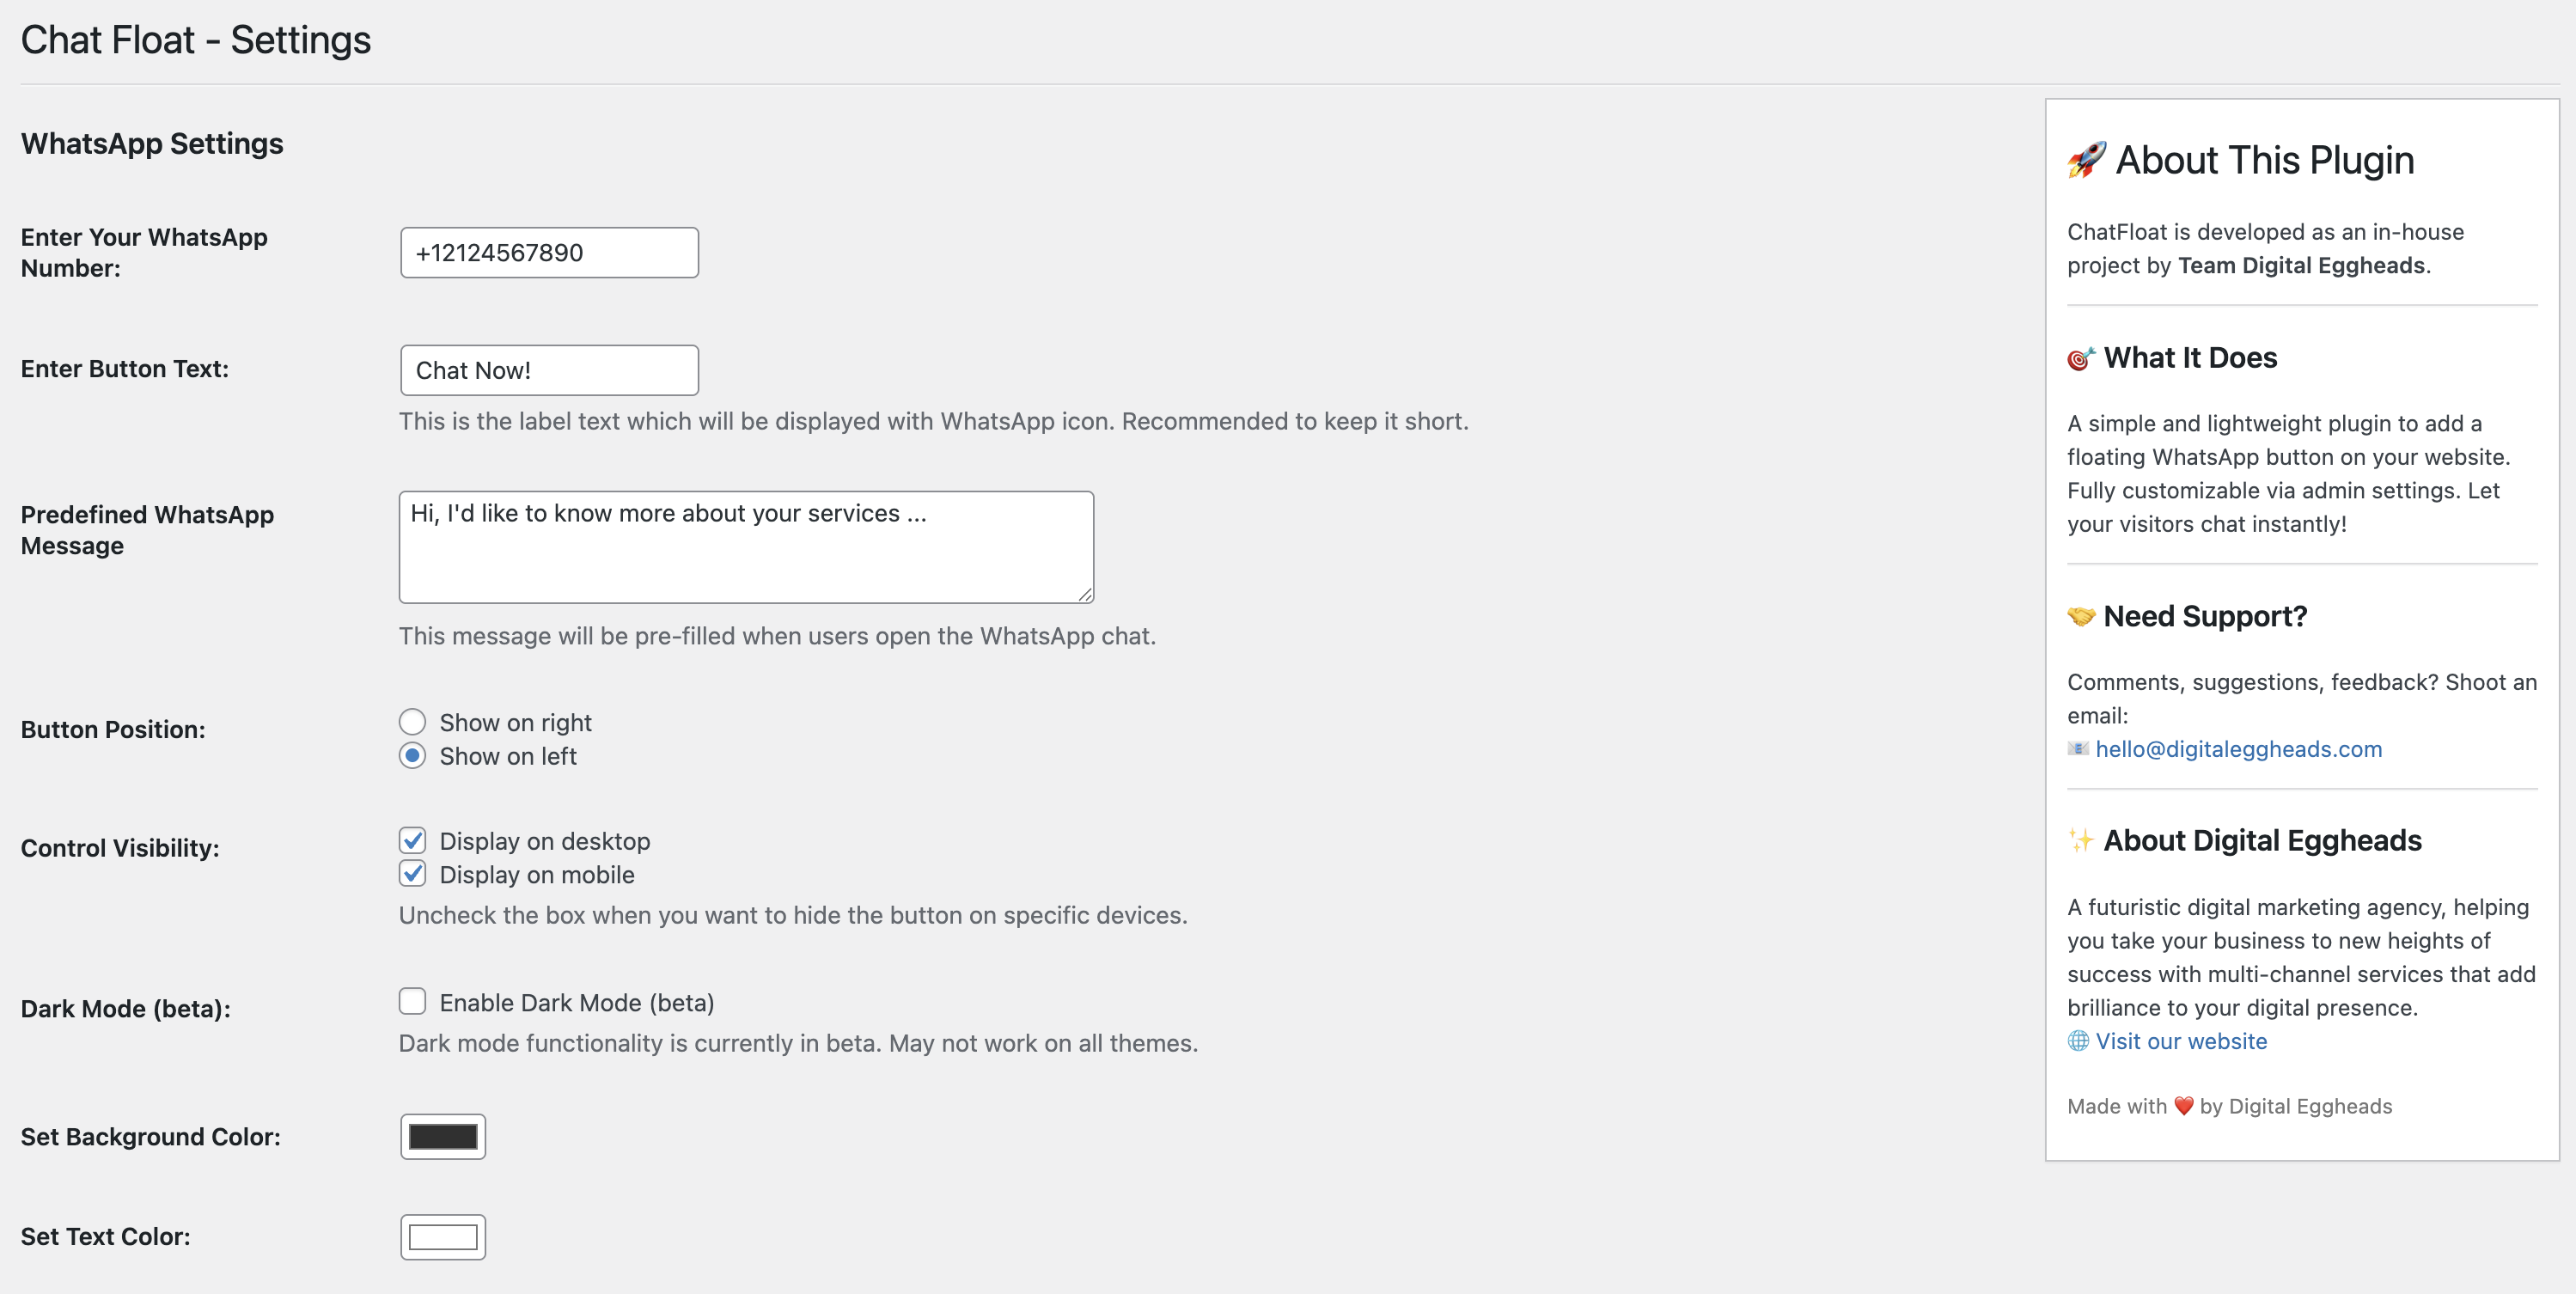 Chat Float - Settings
WhatsApp Settings
Enter Your WhatsApp
Number:
+12124567890
Enter Button Text:
Chat Now!
This is the label text which will be displayed with WhatsApp icon. Recommended to keep it short.
Predefined WhatsApp
Message
Hi, I'd like to know more about your services ...
This message will be pre-filled when users open the WhatsApp chat.
Button Position:
Show on right
Show on left
Control Visibility:
Display on desktop
Display on mobile
Uncheck the box when you want to hide the button on specific devices.
Dark Mode (beta):
Enable Dark Mode (beta)
Dark mode functionality is currently in beta. May not work on all themes.
Set Background Color:
Set Text Color:
🚀 About This Plugin
ChatFloat is developed as an in-house
project by Team Digital Eggheads.
🎯 What It Does
A simple and lightweight plugin to add a
floating WhatsApp button on your website.
Fully customizable via admin settings. Let
your visitors chat instantly!
🤝 Need Support?
Comments, suggestions, feedback? Shoot an
email:
📧 hello@digitaleggheads.com
✨ About Digital Eggheads
A futuristic digital marketing agency, helping
you take your business to new heights of
success with multi-channel services that add
brilliance to your digital presence.
🌐 Visit our website
Made with ❤️ by Digital Eggheads